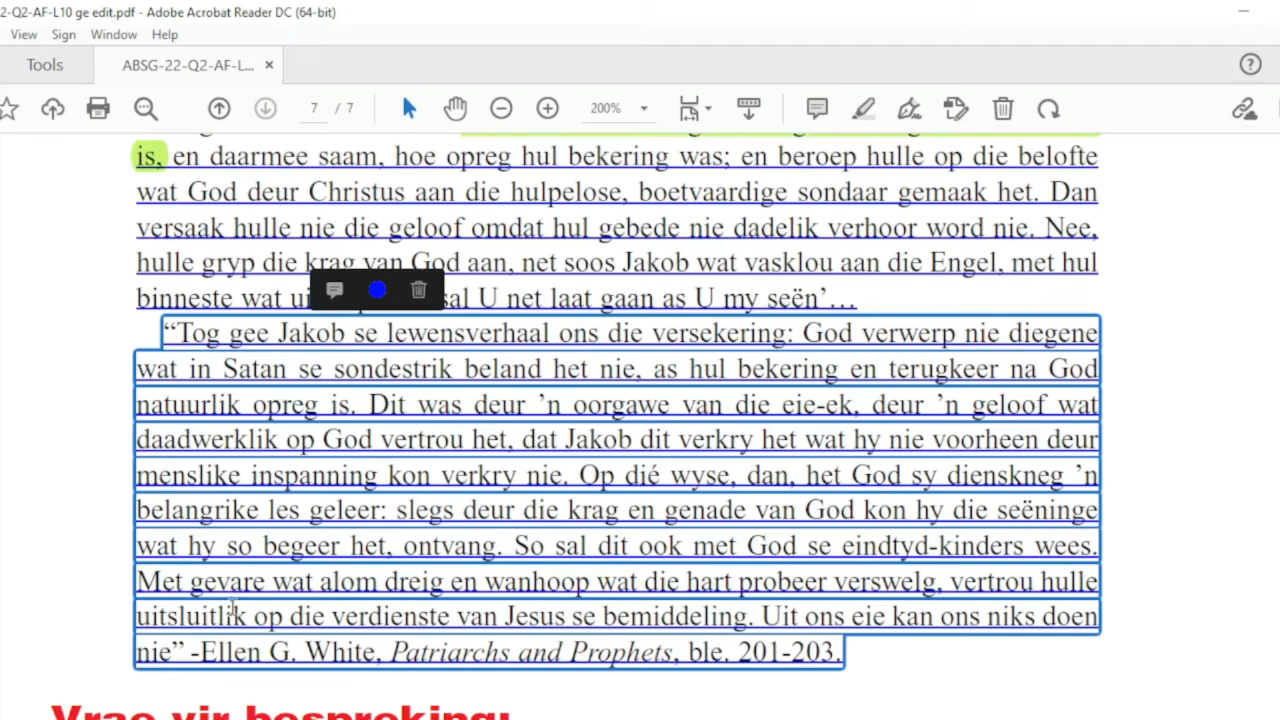 2-Q2-AF-L10 ge edit.pdf - Adobe Acrobat Reader DC (64-bit)
View Sign Window Help
Tools ABSG-22-Q2-AF-L... ×
7 / 7 200%
is, en daarmee saam, hoe opreg hul bekering was; en beroep hulle op die belofte
wat God deur Christus aan die hulpelose, boetvaardige sondaar gemaak het. Dan
versaak hulle nie die geloof omdat hul gebede nie dadelik verhoor word nie. Nee,
hulle gryp die krag van God aan, net soos Jakob wat vasklou aan die Engel, met hul
binneste wat sal U net laat gaan as U my seën’…
“Tog gee Jakob se lewensverhaal ons die versekering: God verwerp nie diegene
wat in Satan se sondestrik beland het nie, as hul bekering en terugkeer na God
natuurlik opreg is. Dit was deur ’n oorgawe van die eie-ek, deur ’n geloof wat
daadwerklik op God vertrou het, dat Jakob dit verkry het wat hy nie voorheen deur
menslike inspanning kon verkry nie. Op dié wyse, dan, het God sy dienskneg ’n
belangrike les geleer: slegs deur die krag en genade van God kon hy die seëninge
wat hy so begeer het, ontvang. So sal dit ook met God se eindtyd-kinders wees.
Met gevare wat alom dreig en wanhoop wat die hart probeer verswelg, vertrou hulle
uitsluitlik op die verdienste van Jesus se bemiddeling. Uit ons eie kan ons niks doen
nie” -Ellen G. White, Patriarchs and Prophets, ble. 201-203.
Vrae vir bespreking: